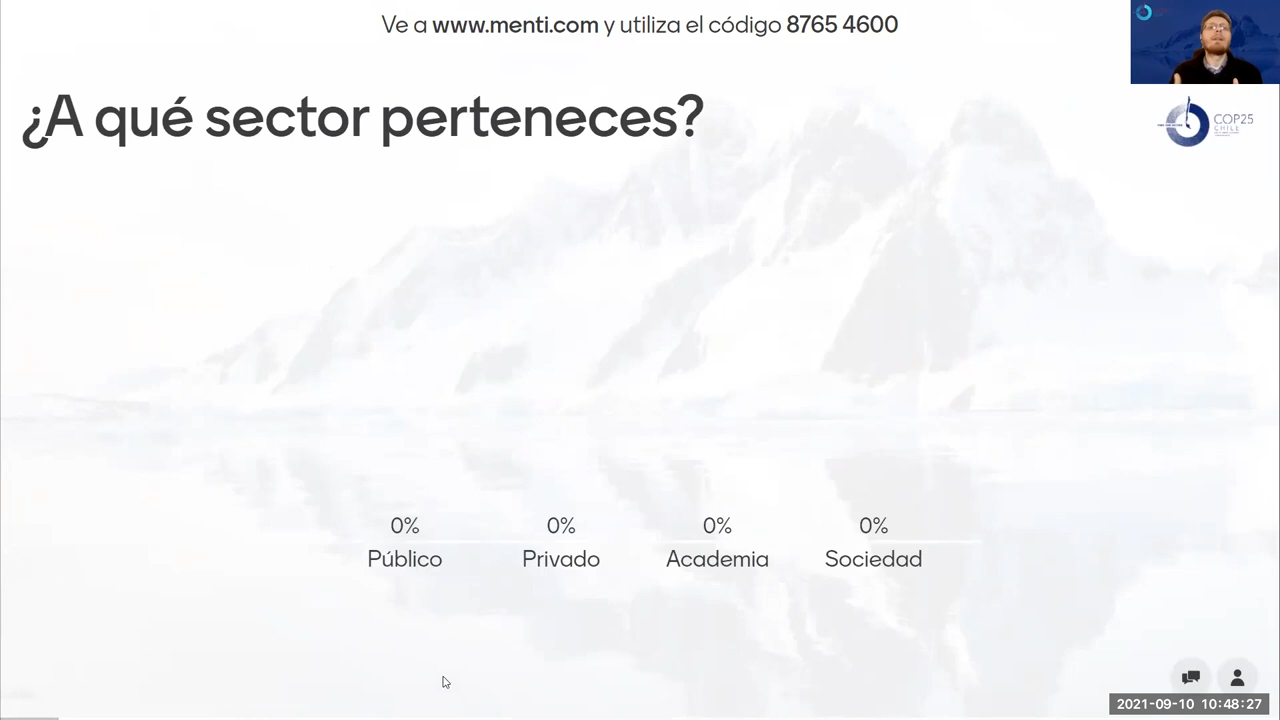 Ve a www.menti.com y utiliza el código 8765 4600
¿A qué sector perteneces?
COP25
CHILE
0% 0% 0% 0%
Público Privado Academia Sociedad
2021-09-10 10:48:27